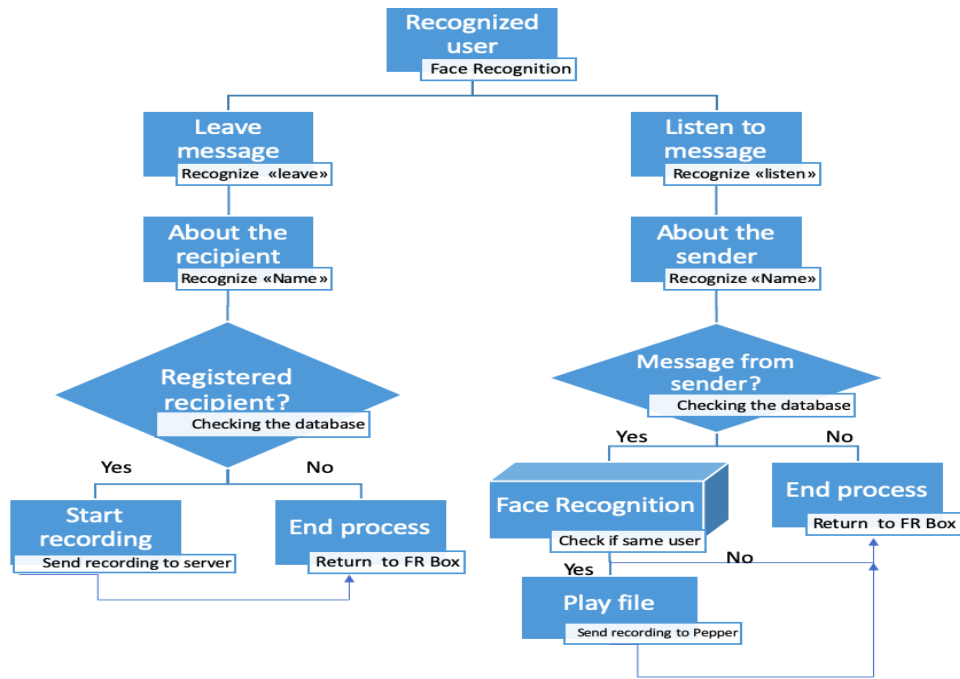 Recognized
user
Face Recognition
Leave
message
Recognize «leave»
Listen to
message
Recognize «listen»
About the
recipient
Recognize «Name»
About the
sender
Recognize «Name»
Registered
recipient?
Checking the database
Message from
sender?
Checking the database
Yes
No
Yes
No
Start
recording
Send recording to server
End process
Return to FR Box
Face Recognition
Check if same user
End process
Return to FR Box
Yes
No
Play file
Send recording to Pepper